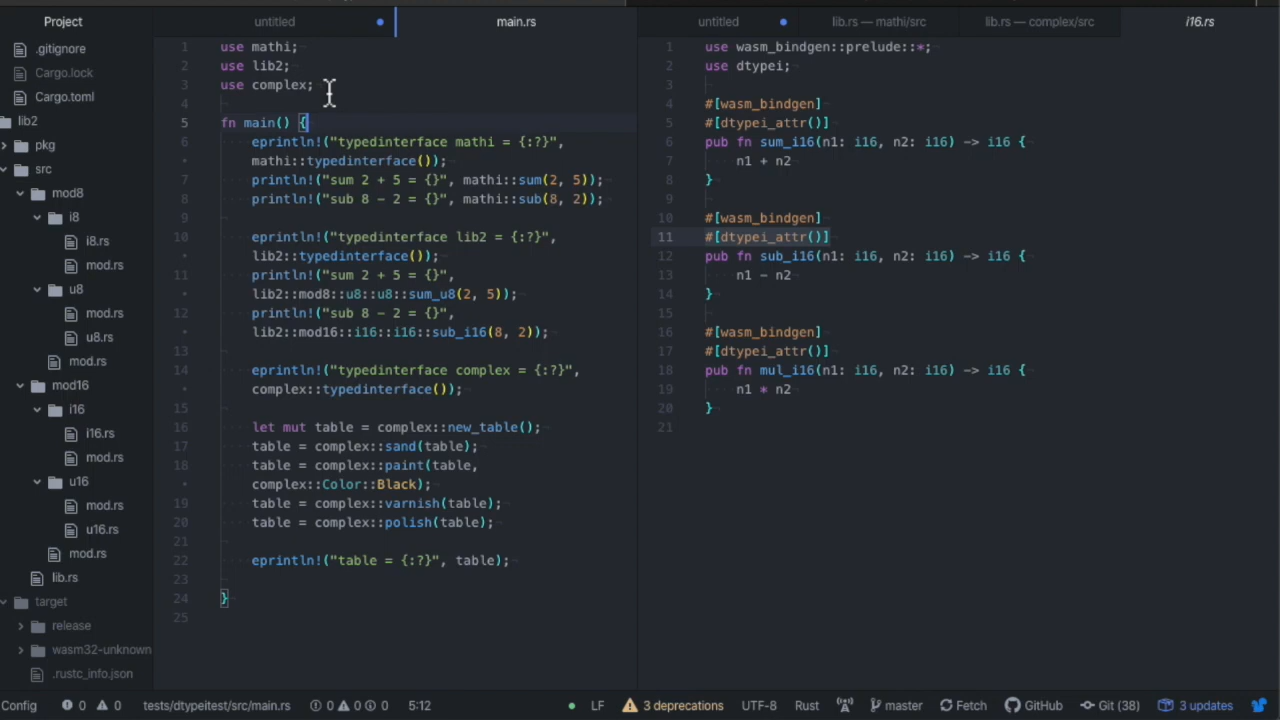 Project
.gitignore
Cargo.lock
Cargo.toml
lib2
pkg
src
mod8
i8
i8.rs
mod.rs
u8
mod.rs
u8.rs
mod.rs
mod16
i16
i16.rs
mod.rs
u16
mod.rs
u16.rs
mod.rs
lib.rs
target
release
wasm32-unknown
.rustc_info.json
untitled main.rs
1 use mathi;
2 use lib2;
3 use complex;
4
5 fn main() {
6 eprintln!("typedinterface mathi = {:?}",
• mathi::typedinterface());
7 println!("sum 2 + 5 = {}", mathi::sum(2, 5));
8 println!("sub 8 - 2 = {}", mathi::sub(8, 2));
9
10 eprintln!("typedinterface lib2 = {:?}",
• lib2::typedinterface());
11 println!("sum 2 + 5 = {}",
• lib2::mod8::u8::u8::sum_u8(2, 5));
12 println!("sub 8 - 2 = {}",
• lib2::mod16::i16::i16::sub_i16(8, 2));
13
14 eprintln!("typedinterface complex = {:?}",
• complex::typedinterface());
15
16 let mut table = complex::new_table();
17 table = complex::sand(table);
18 table = complex::paint(table,
• complex::Color::Black);
19 table = complex::varnish(table);
20 table = complex::polish(table);
21
22 eprintln!("table = {:?}", table);
23
24 }
25
untitled lib.rs — mathi/src lib.rs — complex/src i16.rs
1 use wasm_bindgen::prelude::*;
2 use dtypei;
3
4 #[wasm_bindgen]
5 #[dtypei_attr()]
6 pub fn sum_i16(n1: i16, n2: i16) -> i16 {
7 n1 + n2
8 }
9
10 #[wasm_bindgen]
11 #[dtypei_attr()]
12 pub fn sub_i16(n1: i16, n2: i16) -> i16 {
13 n1 - n2
14 }
15
16 #[wasm_bindgen]
17 #[dtypei_attr()]
18 pub fn mul_i16(n1: i16, n2: i16) -> i16 {
19 n1 * n2
20 }
21
Config 0 0 tests/dtypeitest/src/main.rs 0 0 0 5:12 LF 3 deprecations UTF-8 Rust master Fetch GitHub Git (38) 3 updates